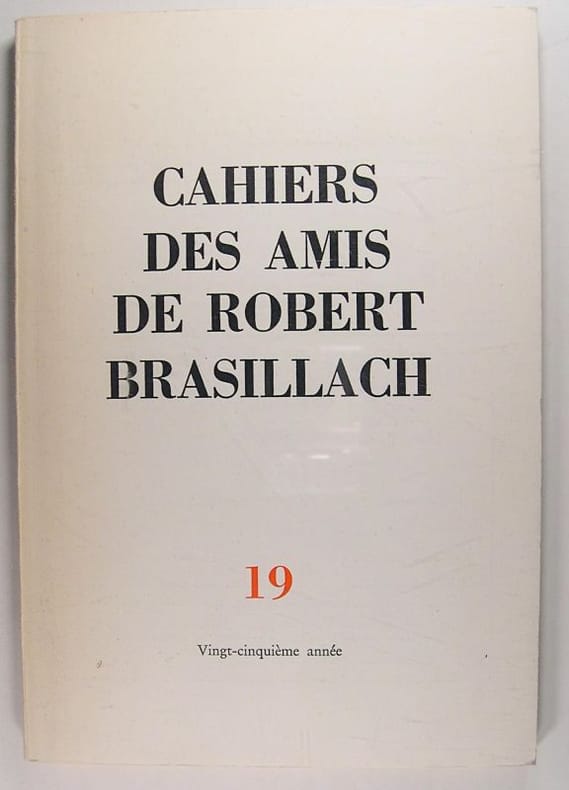 CAHIERS
DES AMIS
DE ROBERT
BRASILLACH
19
Vingt-cinquième année